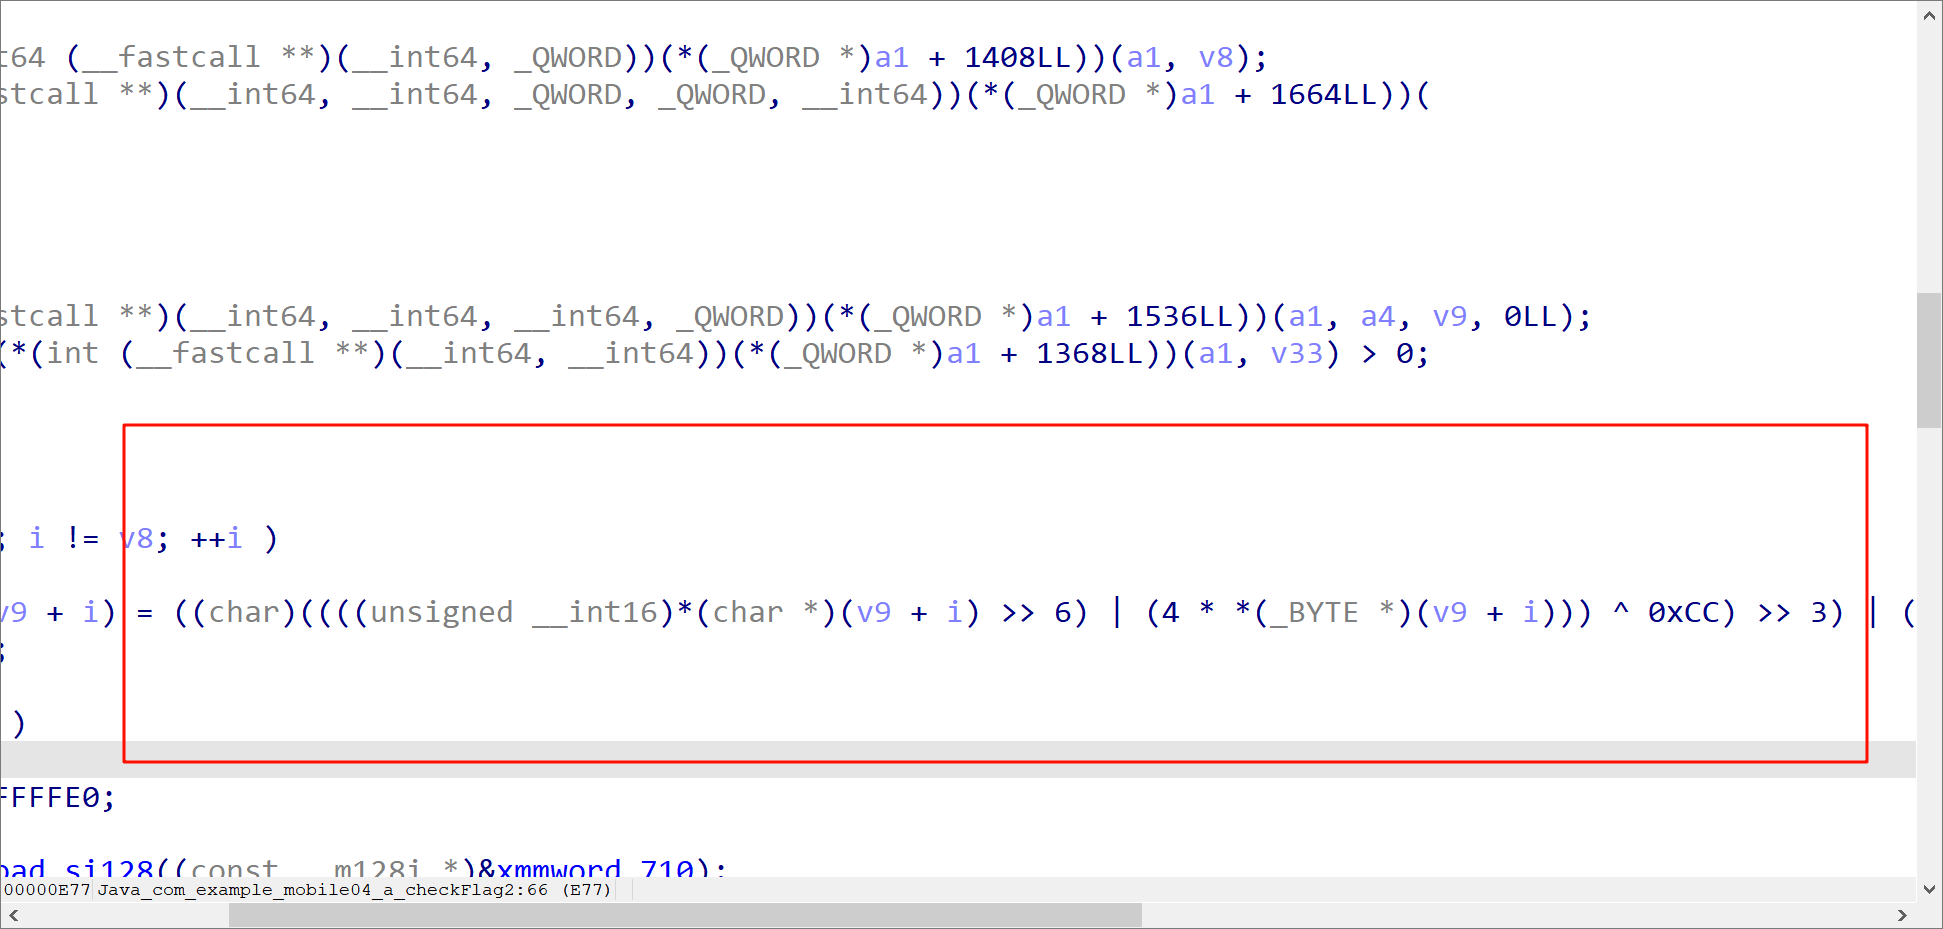 t64 (__fastcall **)(__int64, _QWORD))(*(_QWORD *)a1 + 1408LL))(a1, v8);
stcall **)(__int64, __int64, _QWORD, _QWORD, __int64))(*(_QWORD *)a1 + 1664LL))(
stcall **)(__int64, __int64, __int64, _QWORD))(*(_QWORD *)a1 + 1536LL))(a1, a4, v9, 0LL);
(*(int (__fastcall **)(__int64, __int64))(*(_QWORD *)a1 + 1368LL))(a1, v33) > 0;
; i != v8; ++i )
v9 + i) = ((char)((((unsigned __int16)*(char *)(v9 + i) >> 6) | (4 * *(_BYTE *)(v9 + i))) ^ 0xCC) >> 3) | (
;
)
FFFFE0;
oad_si128((const __m128i *)&xmmword_710);
00000E77 Java_com_example_mobile04_a_checkFlag2:66 (E77)